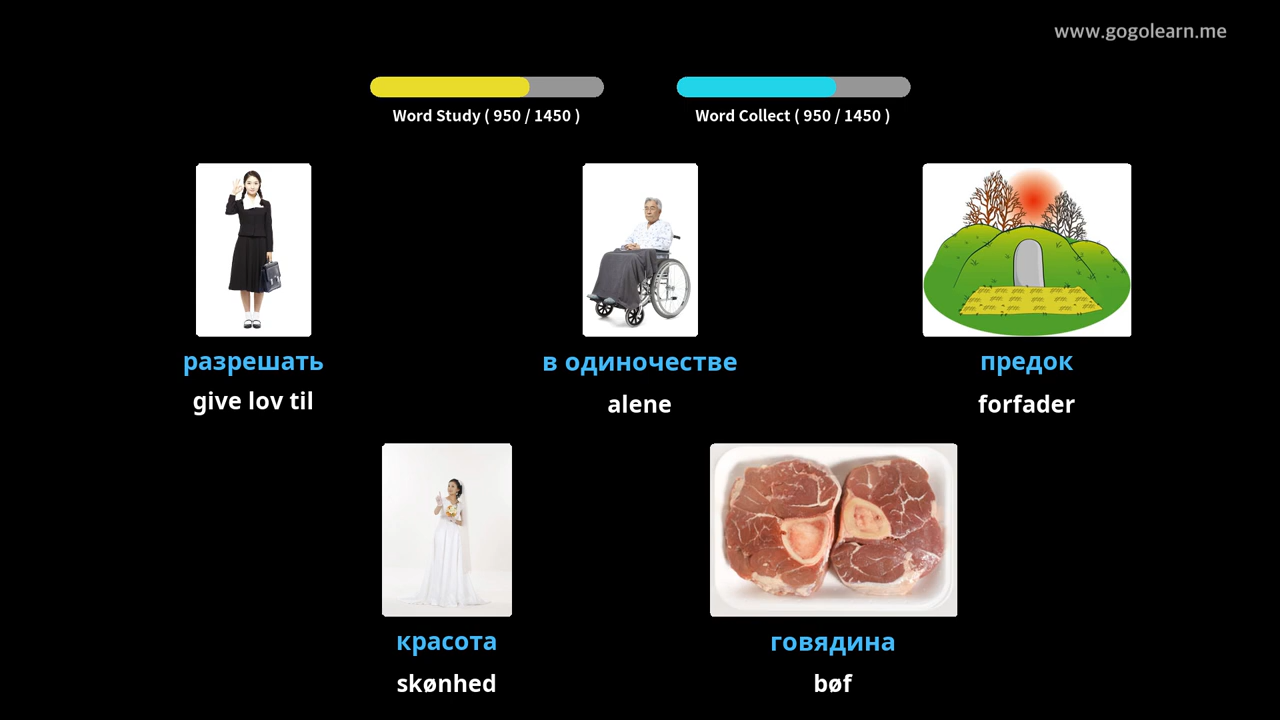 www.gogolearn.me
Word Study ( 950 / 1450 )
Word Collect ( 950 / 1450 )
разрешать
give lov til
в одиночестве
alene
предок
forfader
красота
skønhed
говядина
bøf